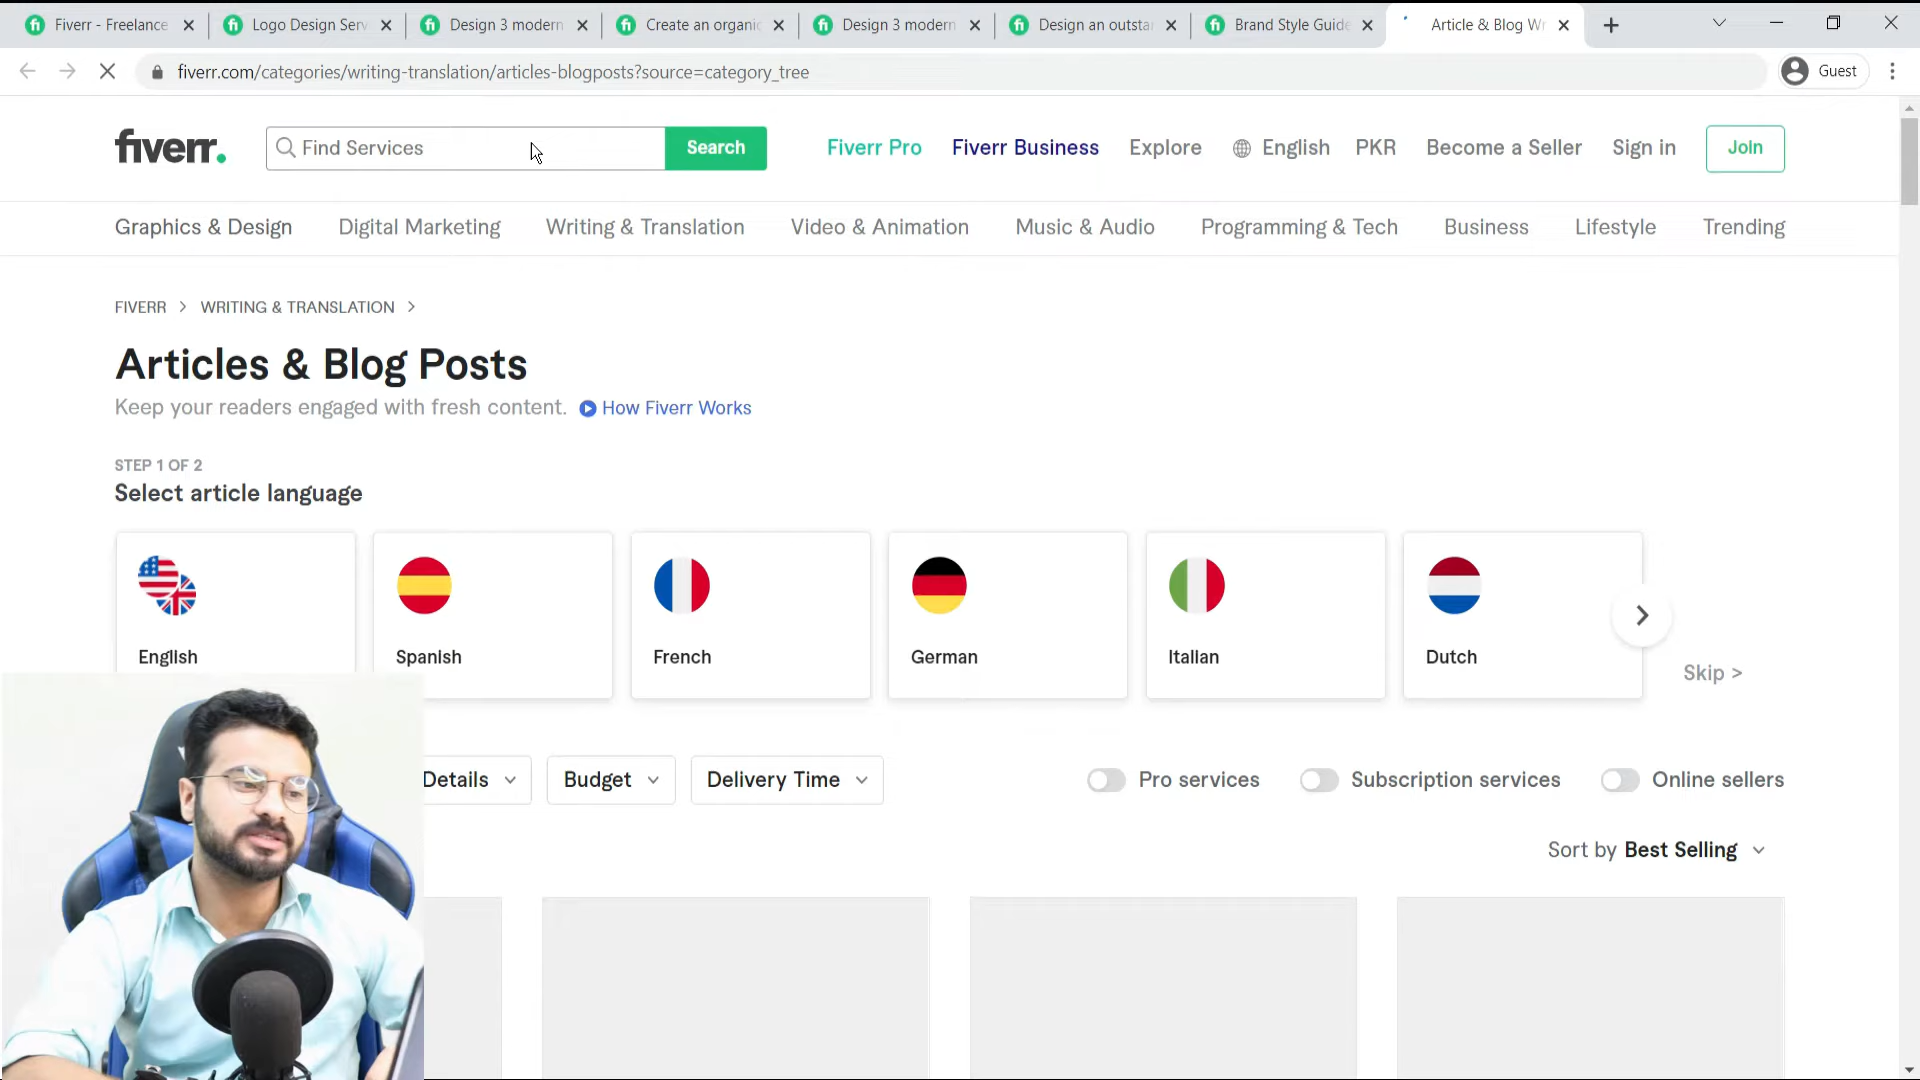 Fiverr - Freelance
Logo Design Serv
Design 3 modern
Create an organic
Design 3 modern
Design an outsta
Brand Style Guide
Article & Blog Wr
fiverr.com/categories/writing-translation/articles-blogposts?source=category_tree
Guest
fiverr.
Find Services
Search
Fiverr Pro
Fiverr Business
Explore
English
PKR
Become a Seller
Sign in
Join
Graphics & Design
Digital Marketing
Writing & Translation
Video & Animation
Music & Audio
Programming & Tech
Business
Lifestyle
Trending
FIVERR > WRITING & TRANSLATION >
Articles & Blog Posts
Keep your readers engaged with fresh content. How Fiverr Works
STEP 1 OF 2
Select article language
English
Spanish
French
German
Italian
Dutch
Skip >
Details
Budget
Delivery Time
Pro services
Subscription services
Online sellers
Sort by Best Selling